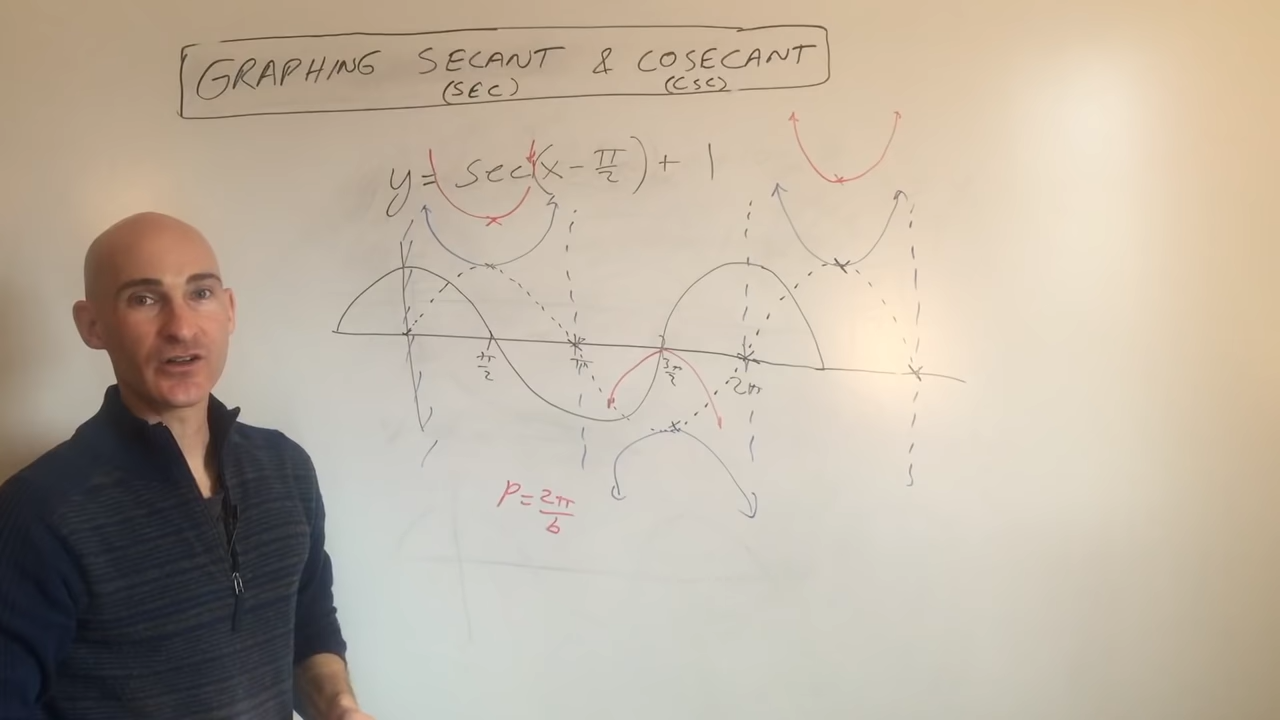 GRAPHING SECANT & COSECANT
(SEC) (CSC)
y = sec(x - π/2) + 1
π/2 π 3π/2 2π
P = 2π/b